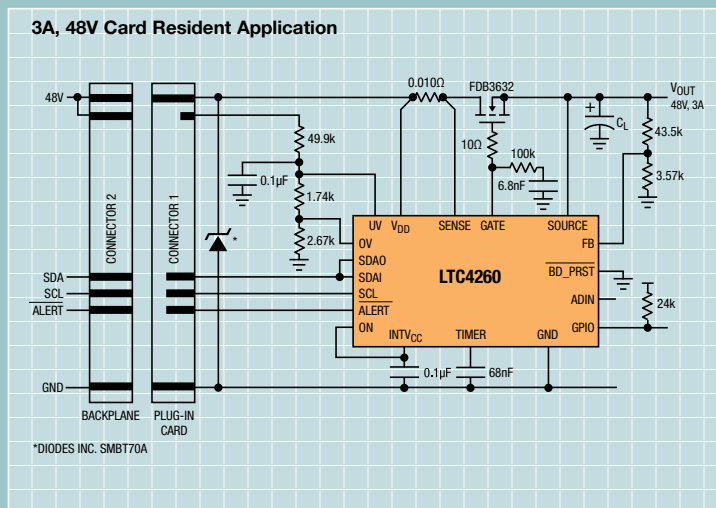 3A, 48V Card Resident Application
0.010Ω
FDB3632
48V
VOUT
48V, 3A
+
CL
49.9k
10Ω
43.5k
100k
0.1µF
6.8nF
3.57k
1.74k
CONNECTOR 2
CONNECTOR 1
*
UV
VDD
SENSE
GATE
SOURCE
2.67k
OV
FB
SDAO
SDA
SDAI
LTC4260
BD_PRST
SCL
SCL
ADIN
24k
ALERT
ALERT
ON
GPIO
INTVCC
TIMER
GND
0.1µF
68nF
GND
BACKPLANE
PLUG-IN
CARD
*DIODES INC. SMBT70A